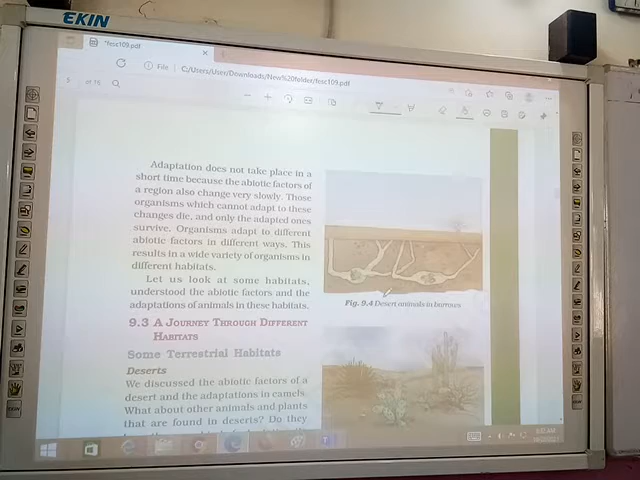 EKIN
*fesc109.pdf
File
C:/Users/User/Downloads/New%20folder/fesc109.pdf
5 of 16
Adaptation does not take place in a
short time because the abiotic factors of
a region also change very slowly. Those
organisms which cannot adapt to these
changes die, and only the adapted ones
survive. Organisms adapt to different
abiotic factors in different ways. This
results in a wide variety of organisms in
different habitats.
Let us look at some habitats,
understood the abiotic factors and the
adaptations of animals in these habitats.
9.3 A JOURNEY THROUGH DIFFERENT
HABITATS
Some Terrestrial Habitats
Deserts
We discussed the abiotic factors of a
desert and the adaptations in camels.
What about other animals and plants
that are found in deserts? Do they
Fig. 9.4 Desert animals in burrows